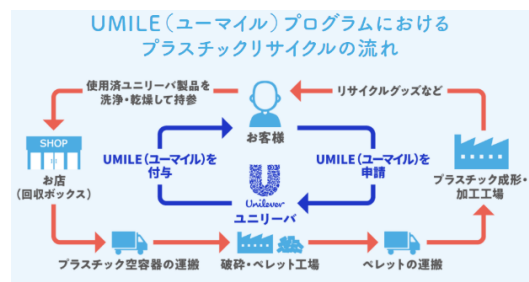 UMILE（ユーマイル）プログラムにおける
プラスチックリサイクルの流れ
使用済ユニリーバ製品を
洗浄・乾燥して持参
リサイクルグッズなど
お客様
SHOP
お店
（回収ボックス）
UMILE（ユーマイル）を
付与
UMILE（ユーマイル）を
申請
Unilever
ユニリーバ
プラスチック成形・
加工工場
プラスチック空容器の運搬
破砕・ペレット工場
ペレットの運搬